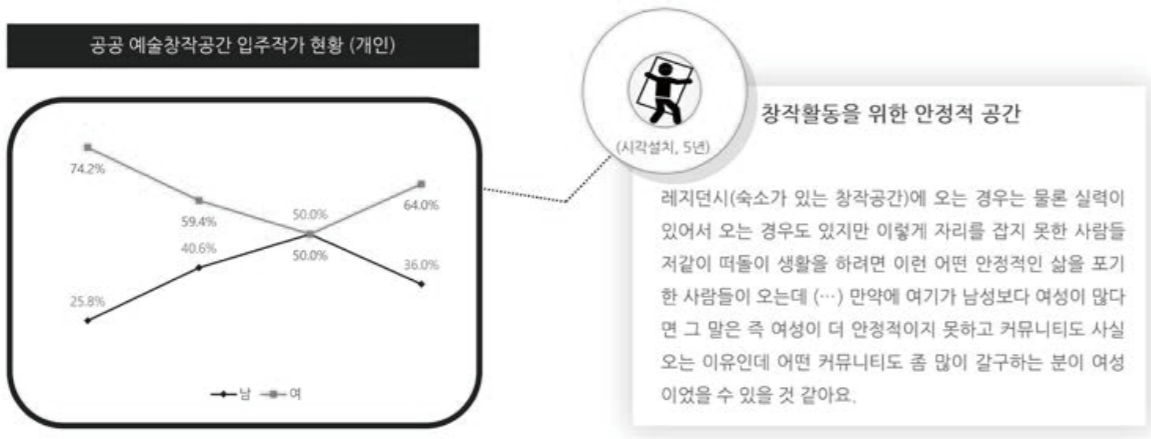 공공 예술창작공간 입주작가 현황 (개인)
74.2%
59.4%
50.0%
64.0%
25.8%
40.6%
50.0%
36.0%
남
여
(시각설치, 5년)
창작활동을 위한 안정적 공간
레지던시(숙소가 있는 창작공간)에 오는 경우는 물론 실력이
있어서 오는 경우도 있지만 이렇게 자리를 잡지 못한 사람들
저같이 떠돌이 생활을 하려면 이런 어떤 안정적인 삶을 포기
한 사람들이 오는데 (…) 만약에 여기가 남성보다 여성이 많다
면 그 말은 즉 여성이 더 안정적이지 못하고 커뮤니티도 사실
오는 이유인데 어떤 커뮤니티도 좀 많이 갈구하는 분이 여성
이었을 수 있을 것 같아요.